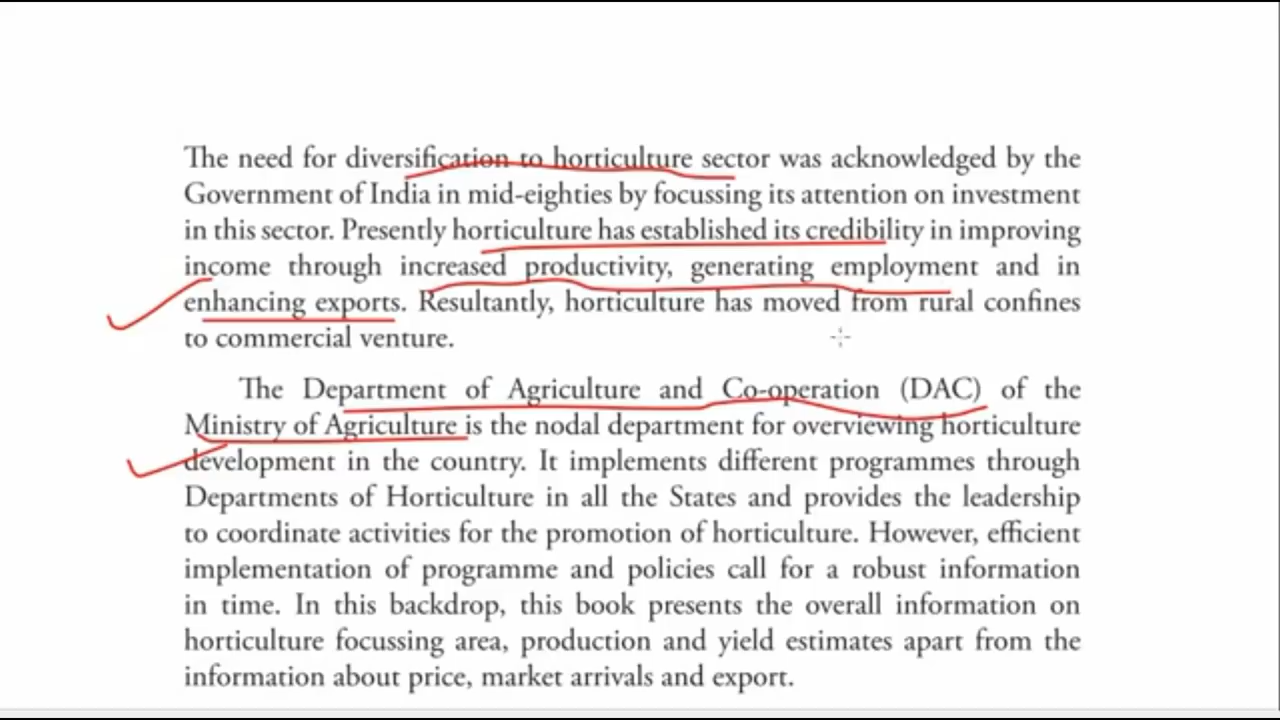 The need for diversification to horticulture sector was acknowledged by the
Government of India in mid-eighties by focussing its attention on investment
in this sector. Presently horticulture has established its credibility in improving
income through increased productivity, generating employment and in
enhancing exports. Resultantly, horticulture has moved from rural confines
to commercial venture.
The Department of Agriculture and Co-operation (DAC) of the
Ministry of Agriculture is the nodal department for overviewing horticulture
development in the country. It implements different programmes through
Departments of Horticulture in all the States and provides the leadership
to coordinate activities for the promotion of horticulture. However, efficient
implementation of programme and policies call for a robust information
in time. In this backdrop, this book presents the overall information on
horticulture focussing area, production and yield estimates apart from the
information about price, market arrivals and export.